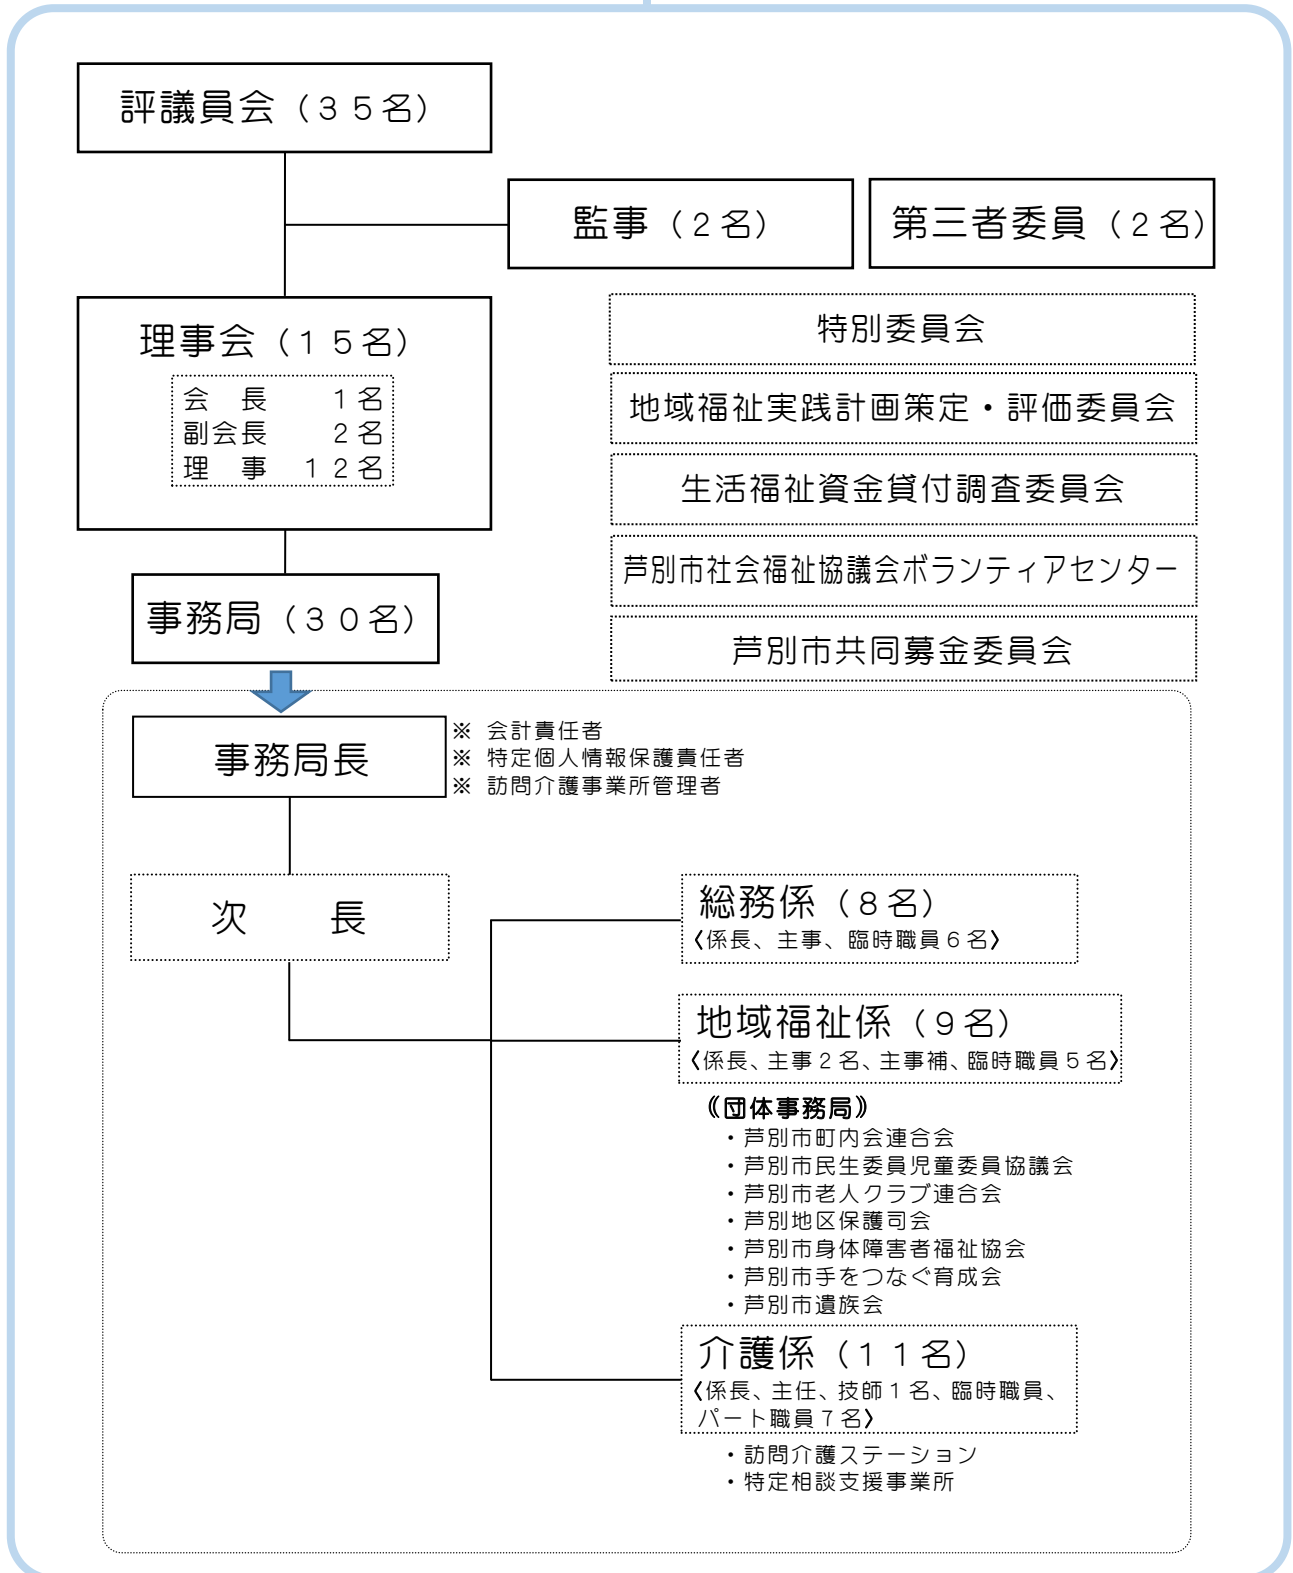 評議員会（３５名）
監事（２名）
第三者委員（２名）
理事会（１５名）
会　長　　１名
副会長　　２名
理　事　１２名
特別委員会
地域福祉実践計画策定・評価委員会
生活福祉資金貸付調査委員会
芦別市社会福祉協議会ボランティアセンター
芦別市共同募金委員会
事務局（３０名）
事務局長
※ 会計責任者
※ 特定個人情報保護責任者
※ 訪問介護事業所管理者
次　　長
総務係（８名）
〈係長、主事、臨時職員６名〉
地域福祉係（９名）
〈係長、主事２名、主事補、臨時職員５名〉
《団体事務局》
・芦別市町内会連合会
・芦別市民生委員児童委員協議会
・芦別市老人クラブ連合会
・芦別地区保護司会
・芦別市身体障害者福祉協会
・芦別市手をつなぐ育成会
・芦別市遺族会
介護係（１１名）
〈係長、主任、技師１名、臨時職員、
パート職員７名〉
・訪問介護ステーション
・特定相談支援事業所